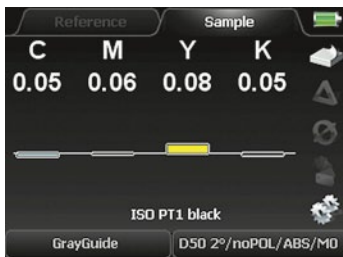 Reference Sample
C M Y K
0.05 0.06 0.08 0.05
ISO PT1 black
GrayGuide D50 2°/noPOL/ABS/M0